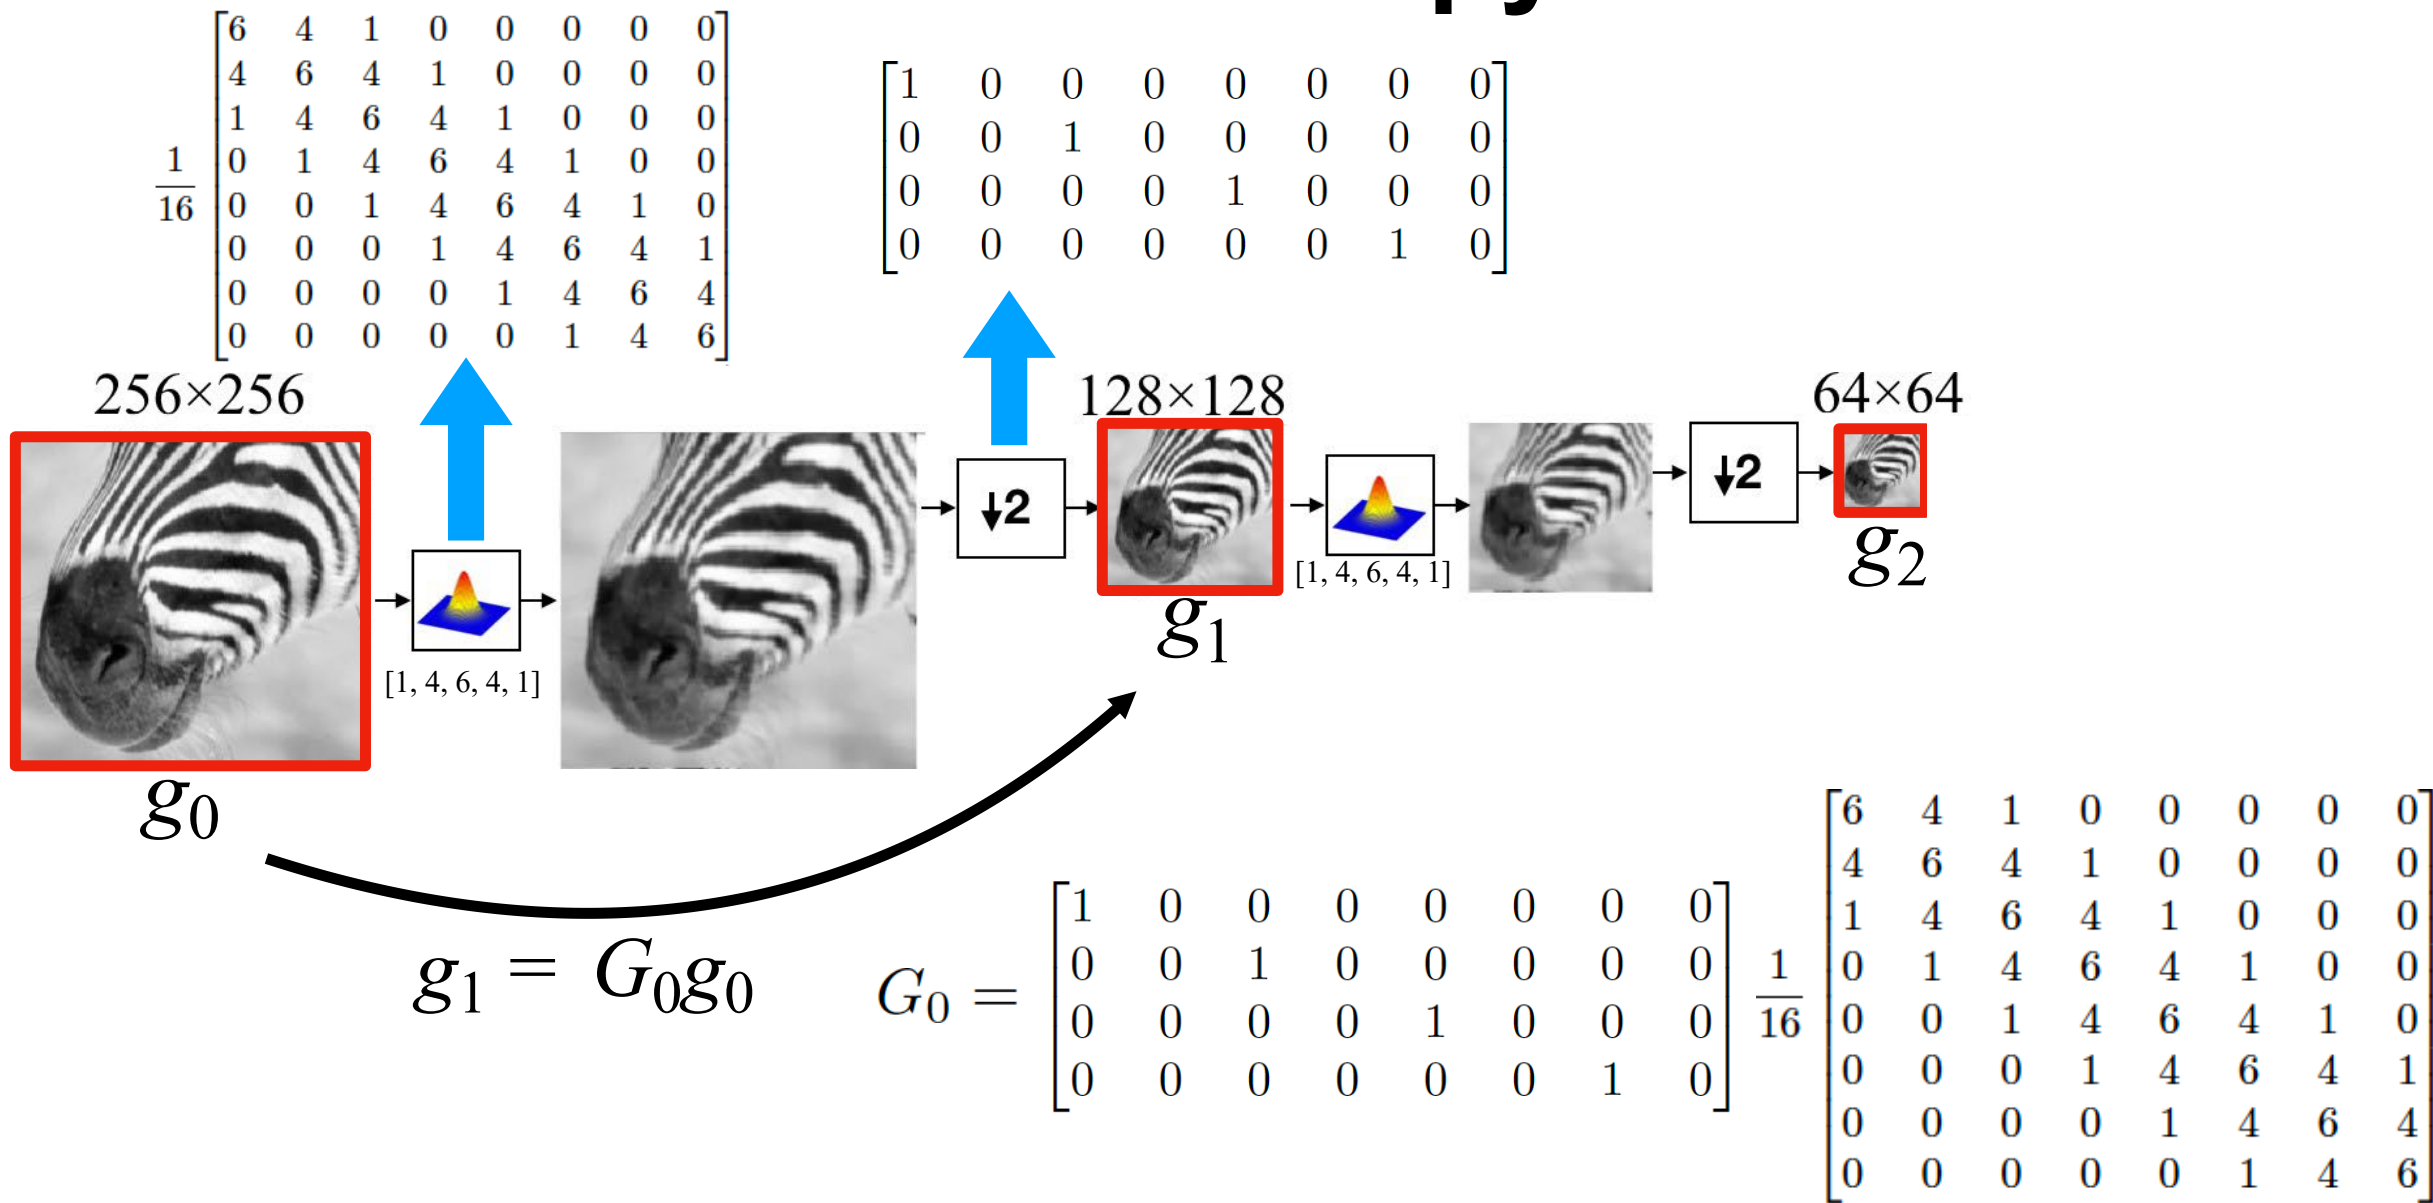 py
1/16 [6 4 1 0 0 0 0 0
4 6 4 1 0 0 0 0
1 4 6 4 1 0 0 0
0 1 4 6 4 1 0 0
0 0 1 4 6 4 1 0
0 0 0 1 4 6 4 1
0 0 0 0 1 4 6 4
0 0 0 0 0 1 4 6]
[1 0 0 0 0 0 0 0
0 0 1 0 0 0 0 0
0 0 0 0 1 0 0 0
0 0 0 0 0 0 1 0]
256×256
128×128
64×64
↓2
↓2
[1, 4, 6, 4, 1]
[1, 4, 6, 4, 1]
g0
g1
g2
g1 = G0g0
G0 = [1 0 0 0 0 0 0 0
0 0 1 0 0 0 0 0
0 0 0 0 1 0 0 0
0 0 0 0 0 0 1 0]
1/16 [6 4 1 0 0 0 0 0
4 6 4 1 0 0 0 0
1 4 6 4 1 0 0 0
0 1 4 6 4 1 0 0
0 0 1 4 6 4 1 0
0 0 0 1 4 6 4 1
0 0 0 0 1 4 6 4
0 0 0 0 0 1 4 6]